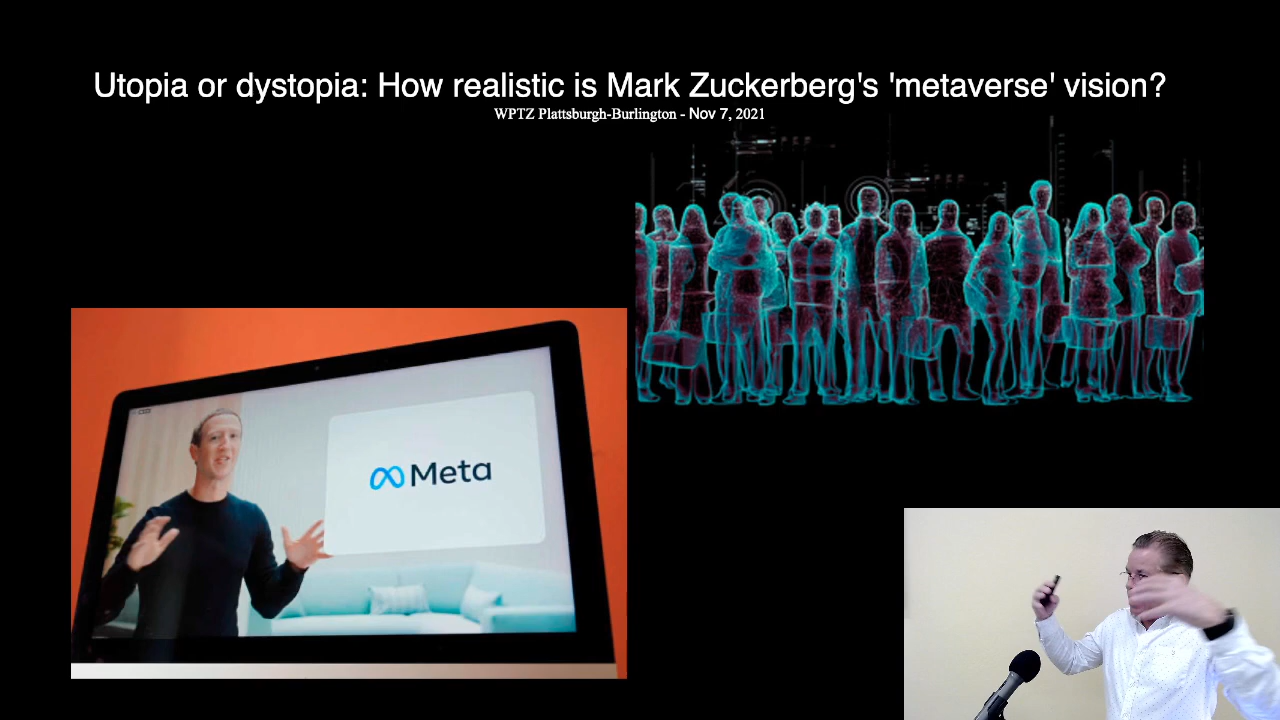 Utopia or dystopia: How realistic is Mark Zuckerberg's 'metaverse' vision?
WPTZ Plattsburgh-Burlington - Nov 7, 2021
Meta